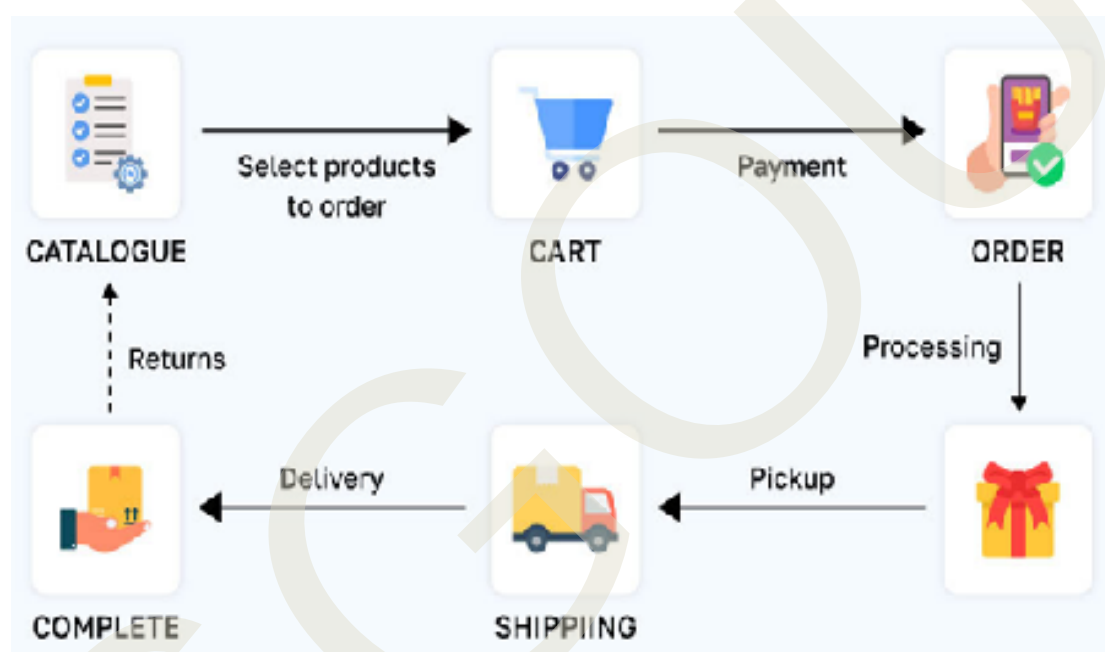 Select products
to order
Payment
CATALOGUE
CART
ORDER
Returns
Processing
Delivery
Pickup
COMPLETE
SHIPPIING